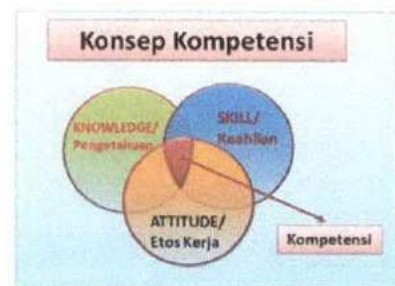 Konsep Kompetensi
KNOWLEDGE/
Pengetahuan
SKILL/
Keahlian
ATTITUDE/
Etos Kerja
Kompetensi